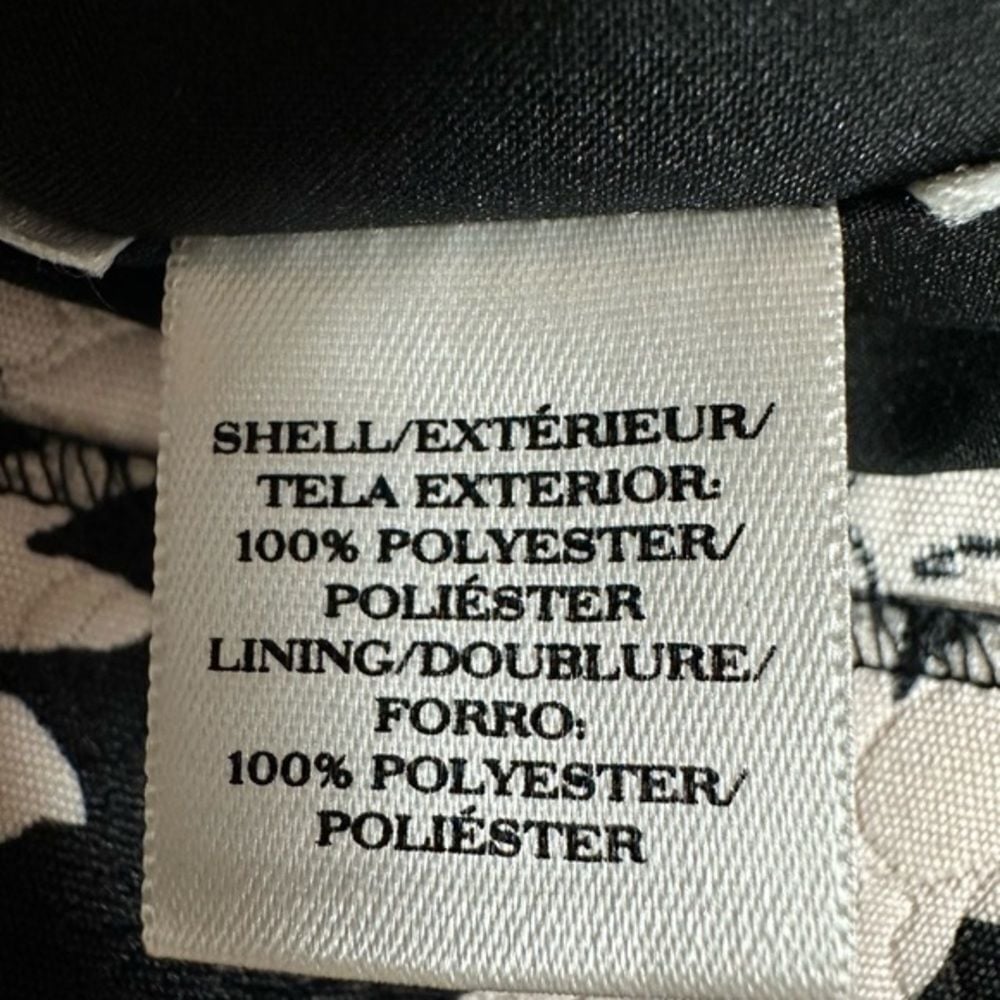 SHELL/EXTÉRIEUR/
TELA EXTERIOR:
100% POLYESTER/
POLIÉSTER
LINING/DOUBLURE/
FORRO:
100% POLYESTER/
POLIÉSTER